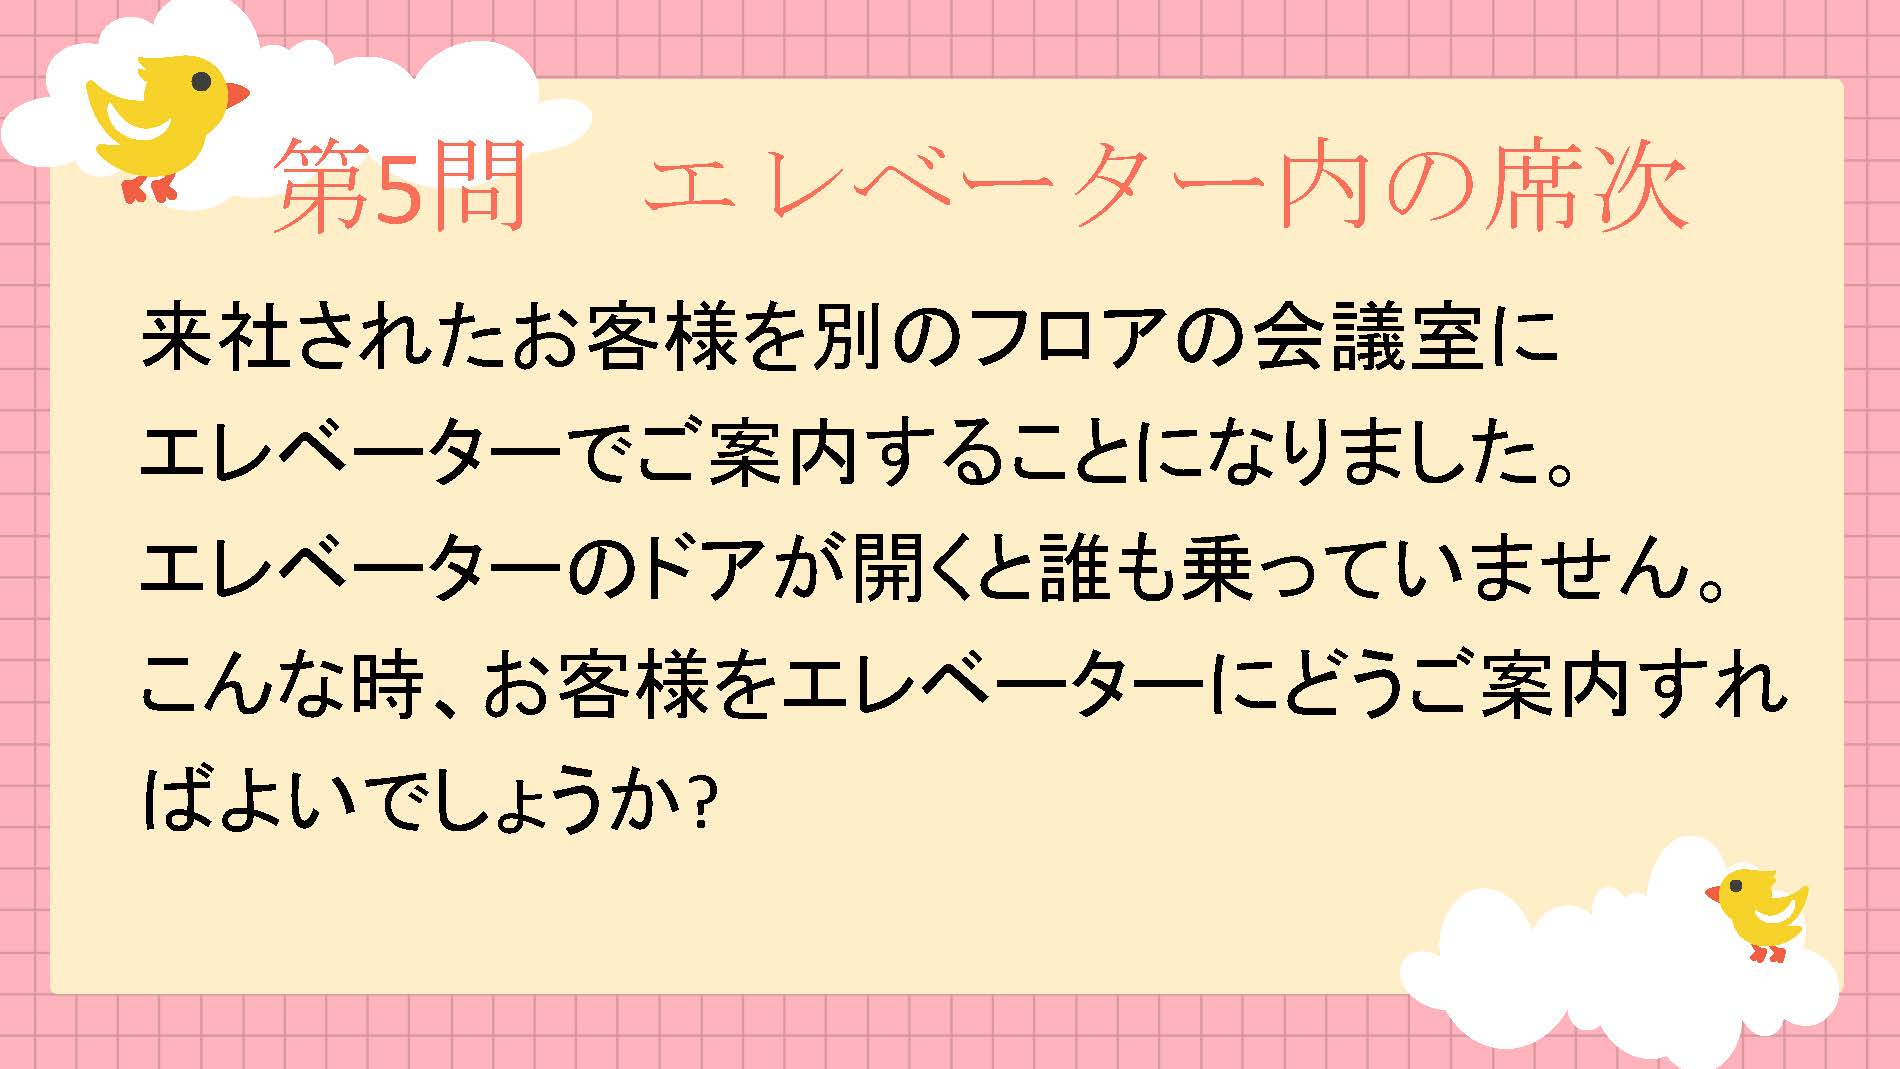 第5問　エレベーター内の席次
来社されたお客様を別のフロアの会議室に
エレベーターでご案内することになりました。
エレベーターのドアが開くと誰も乗っていません。
こんな時、お客様をエレベーターにどうご案内すれ
ばよいでしょうか?